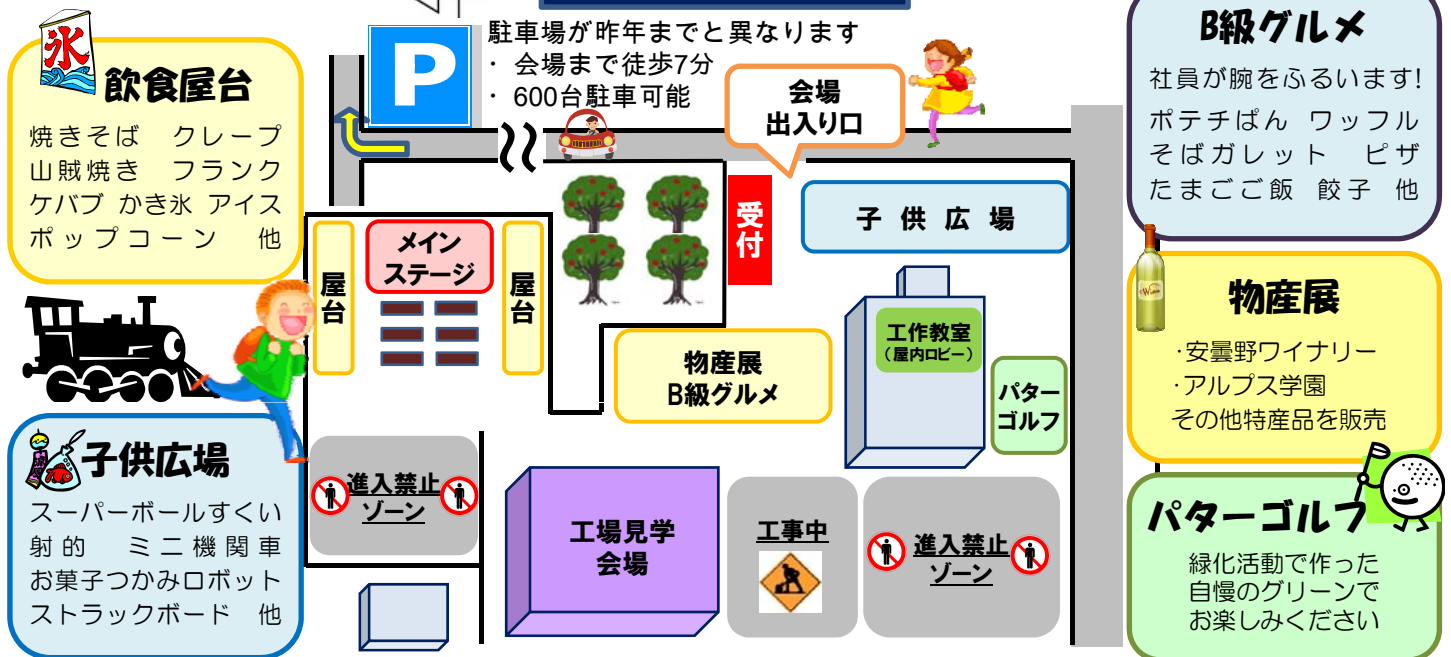 氷
飲食屋台
焼きそば クレープ
山賊焼き フランク
ケバブ かき氷 アイス
ポップコーン 他
子供広場
スーパーボールすくい
射的 ミニ機関車
お菓子つかみロボット
ストラックボード 他
P
駐車場が昨年までと異なります
・ 会場まで徒歩7分
・ 600台駐車可能
会場
出入り口
受付
子供広場
メイン
ステージ
屋台
屋台
物産展
B級グルメ
工作教室
(屋内ロビー)
パター
ゴルフ
進入禁止
ゾーン
工場見学
会場
工事中
進入禁止
ゾーン
B級グルメ
社員が腕をふるいます!
ポテチぱん ワッフル
そばガレット ピザ
たまごご飯 餃子 他
Wine
物産展
・安曇野ワイナリー
・アルプス学園
その他特産品を販売
パターゴルフ
緑化活動で作った
自慢のグリーンで
お楽しみください